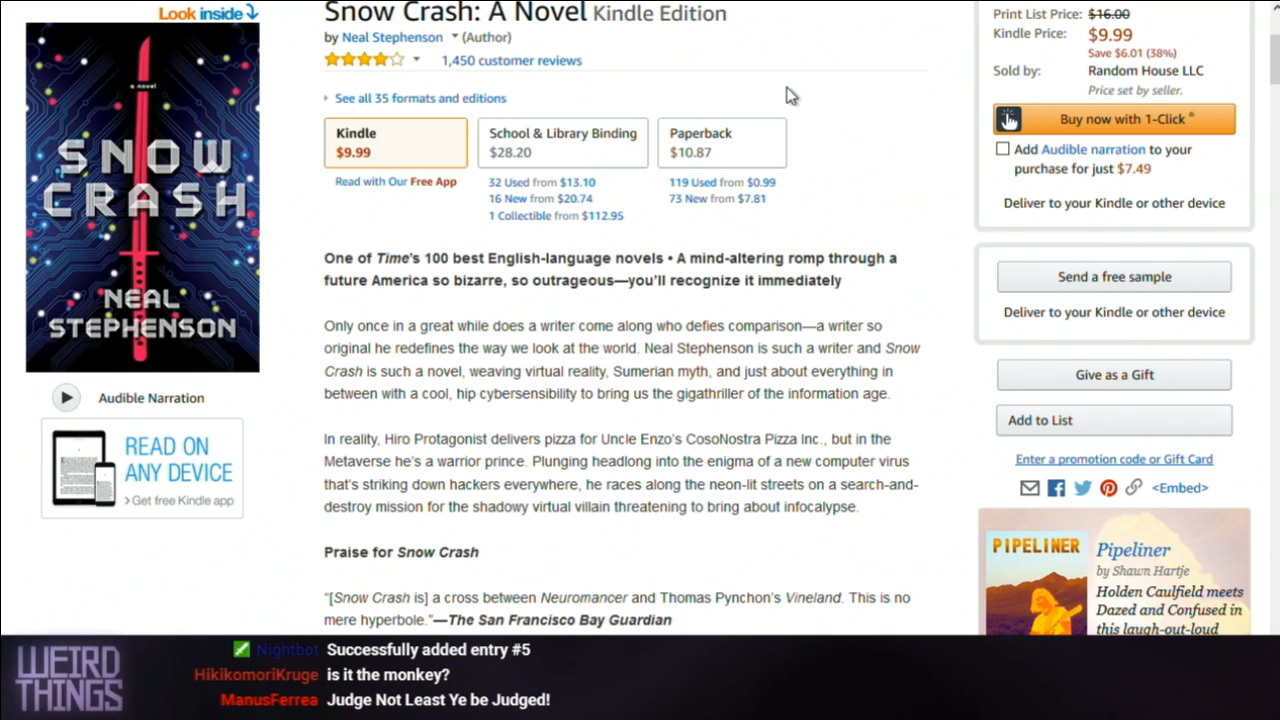 Look inside
Snow Crash: A Novel Kindle Edition
by Neal Stephenson (Author)
1,450 customer reviews
See all 35 formats and editions
Kindle
$9.99
Read with Our Free App
School & Library Binding
$28.20
32 Used from $13.10
16 New from $20.74
1 Collectible from $112.95
Paperback
$10.87
119 Used from $0.99
73 New from $7.81
a novel
SNOW
CRASH
NEAL
STEPHENSON
Audible Narration
READ ON
ANY DEVICE
Get free Kindle app
One of Time's 100 best English-language novels • A mind-altering romp through a
future America so bizarre, so outrageous—you'll recognize it immediately
Only once in a great while does a writer come along who defies comparison—a writer so
original he redefines the way we look at the world. Neal Stephenson is such a writer and Snow
Crash is such a novel, weaving virtual reality, Sumerian myth, and just about everything in
between with a cool, hip cybersensibility to bring us the gigathriller of the information age.
In reality, Hiro Protagonist delivers pizza for Uncle Enzo's CosoNostra Pizza Inc., but in the
Metaverse he's a warrior prince. Plunging headlong into the enigma of a new computer virus
that's striking down hackers everywhere, he races along the neon-lit streets on a search-and-
destroy mission for the shadowy virtual villain threatening to bring about infocalypse.
Praise for Snow Crash
"[Snow Crash is] a cross between Neuromancer and Thomas Pynchon's Vineland. This is no
mere hyperbole."—The San Francisco Bay Guardian
Print List Price: $16.00
Kindle Price: $9.99
Save $6.01 (38%)
Sold by: Random House LLC
Price set by seller.
Buy now with 1-Click ®
Add Audible narration to your
purchase for just $7.49
Deliver to your Kindle or other device
Send a free sample
Deliver to your Kindle or other device
Give as a Gift
Add to List
Enter a promotion code or Gift Card
<Embed>
PIPELINER
Pipeliner
by Shawn Hartje
Holden Caulfield meets
Dazed and Confused in
this laugh-out-loud
WEIRD
THINGS
Nightbot Successfully added entry #5
HikikomoriKruge is it the monkey?
ManusFerrea Judge Not Least Ye be Judged!